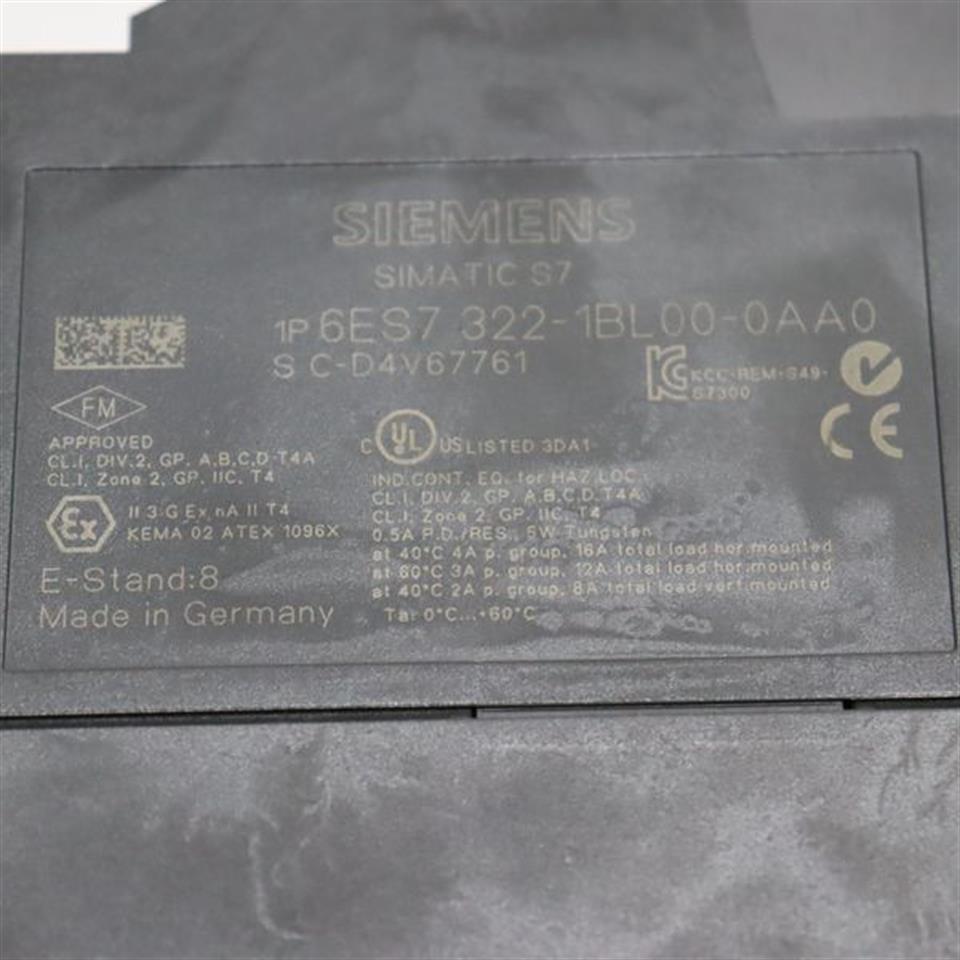 SIEMENS
SIMATIC S7
1P 6ES7 322-1BL00-0AA0
S C-D4V67761
KCC-REM-S49-
S7300
FM
APPROVED
CL.I, DIV.2, GP. A,B,C,D T4A
CL.I, Zone 2, GP. IIC, T4
Ex
II 3 G Ex nA II T4
KEMA 02 ATEX 1096X
E-Stand:8
Made in Germany
C UL US LISTED 3DA1
IND.CONT. EQ. for HAZ.LOC.
CL.I, DIV.2, GP. A,B,C,D T4A
CL.I, Zone 2, GP. IIC, T4
0.5A P.D./RES., 5W Tungsten
at 40°C 4A p. group, 16A total load hor.mounted
at 60°C 3A p. group, 12A total load hor.mounted
at 40°C 2A p. group, 8A total load vert.mounted
Ta: 0°C...+60°C
CE